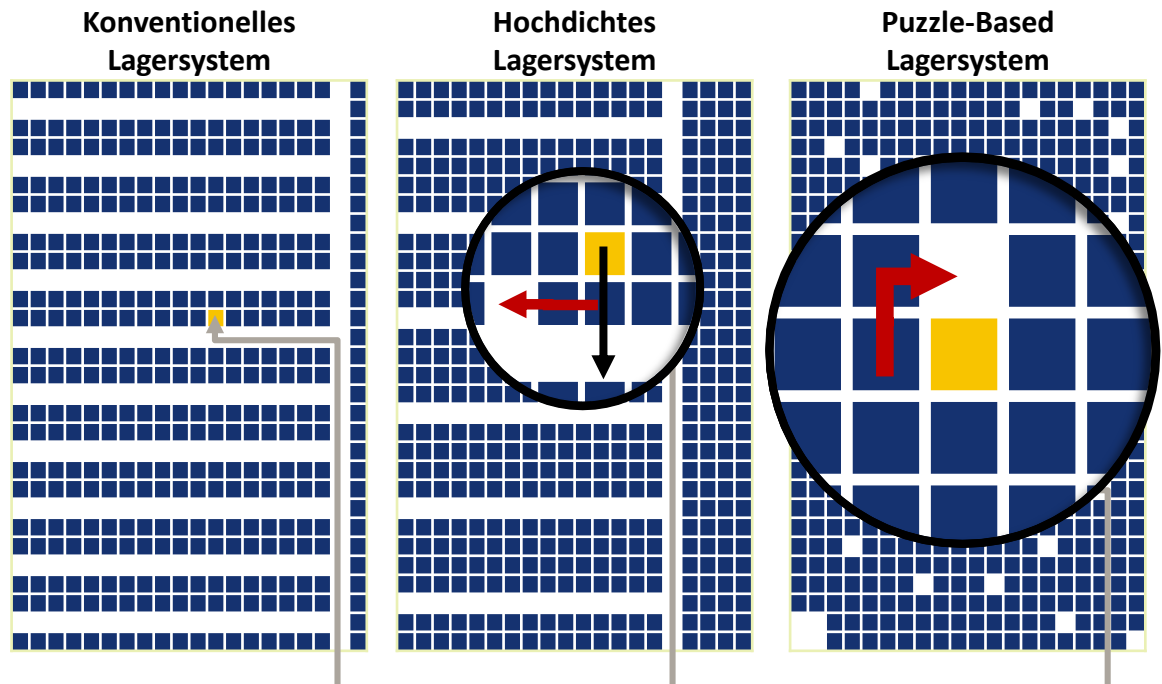 Konventionelles
Lagersystem
Hochdichtes
Lagersystem
Puzzle-Based
Lagersystem